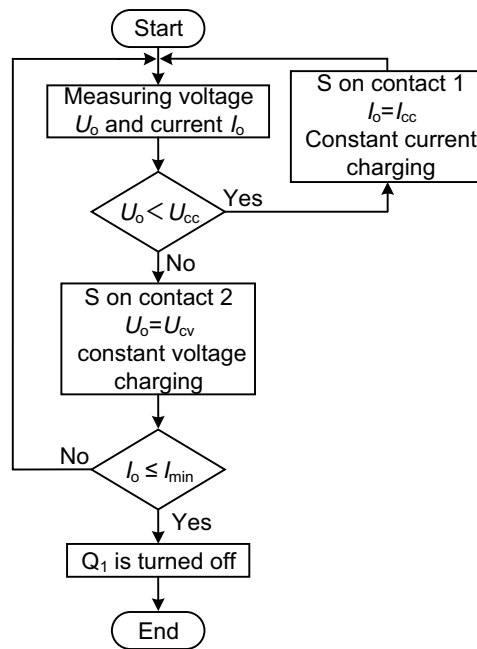 Start
Measuring voltage
Uo and current Io
S on contact 1
Io=Icc
Constant current
charging
Uo<Ucc
Yes
No
S on contact 2
Uo=Ucv
constant voltage
charging
No
Io ≤ Imin
Yes
Q1 is turned off
End